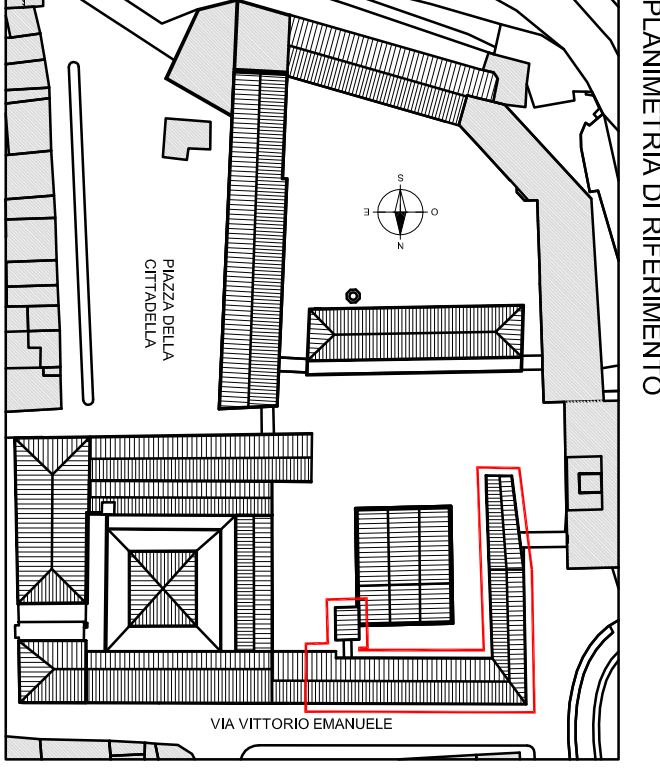 PLANIMETRIA DI RIFERIMENTO
S
E
O
N
PIAZZA DELLA
CITTADELLA
VIA VITTORIO EMANUELE